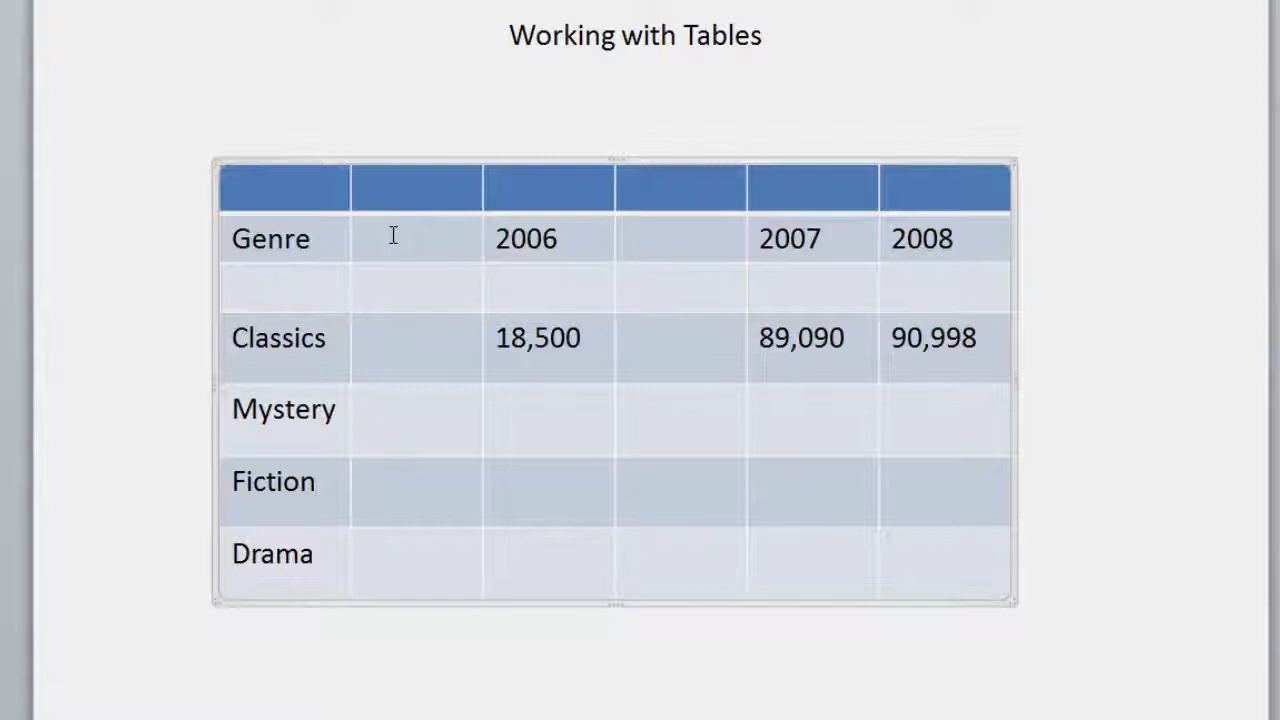 Working with Tables
Genre 2006 2007 2008
Classics 18,500 89,090 90,998
Mystery
Fiction
Drama